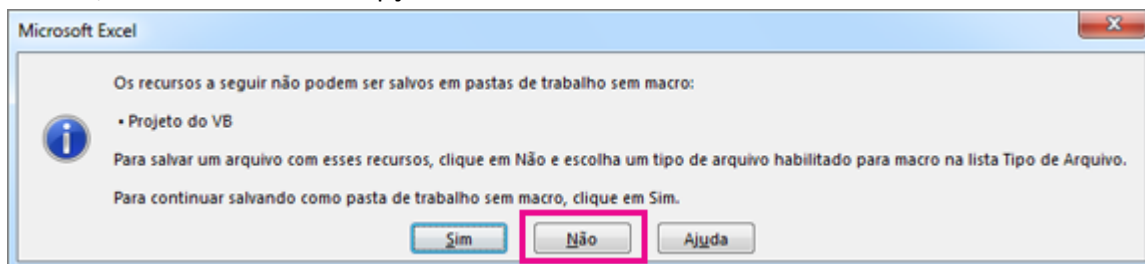 Microsoft Excel
Os recursos a seguir não podem ser salvos em pastas de trabalho sem macro:
• Projeto do VB
Para salvar um arquivo com esses recursos, clique em Não e escolha um tipo de arquivo habilitado para macro na lista Tipo de Arquivo.
Para continuar salvando como pasta de trabalho sem macro, clique em Sim.
Sim Não Ajuda